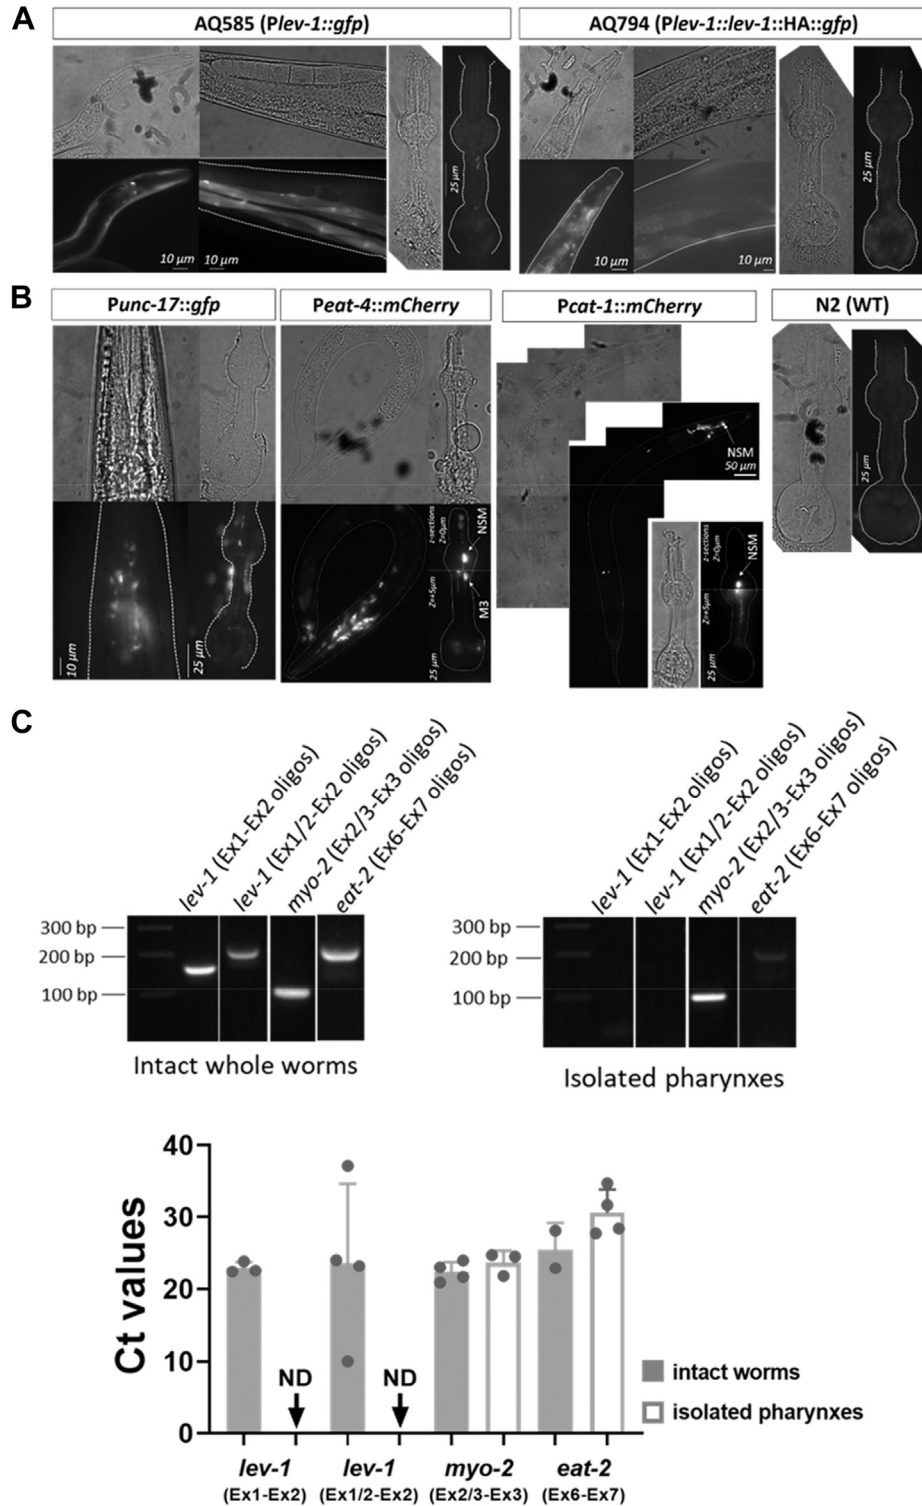 A
AQ585 (Plev-1::gfp)
AQ794 (Plev-1::lev-1::HA::gfp)
10 μm
10 μm
25 μm
10 μm
10 μm
25 μm
B
Punc-17::gfp
Peat-4::mCherry
Pcat-1::mCherry
N2 (WT)
10 μm
25 μm
z-sections
Z=0μm
NSM
Z=+5μm
M3
25 μm
NSM
50 μm
z-sections
Z=0μm
NSM
Z=+5μm
25 μm
25 μm
C
lev-1 (Ex1-Ex2 oligos)
lev-1 (Ex1/2-Ex2 oligos)
myo-2 (Ex2/3-Ex3 oligos)
eat-2 (Ex6-Ex7 oligos)
300 bp
200 bp
100 bp
Intact whole worms
lev-1 (Ex1-Ex2 oligos)
lev-1 (Ex1/2-Ex2 oligos)
myo-2 (Ex2/3-Ex3 oligos)
eat-2 (Ex6-Ex7 oligos)
300 bp
200 bp
100 bp
Isolated pharynxes
Ct values
40
30
20
10
0
ND
ND
intact worms
isolated pharynxes
lev-1 lev-1 myo-2 eat-2
(Ex1-Ex2) (Ex1/2-Ex2) (Ex2/3-Ex3) (Ex6-Ex7)